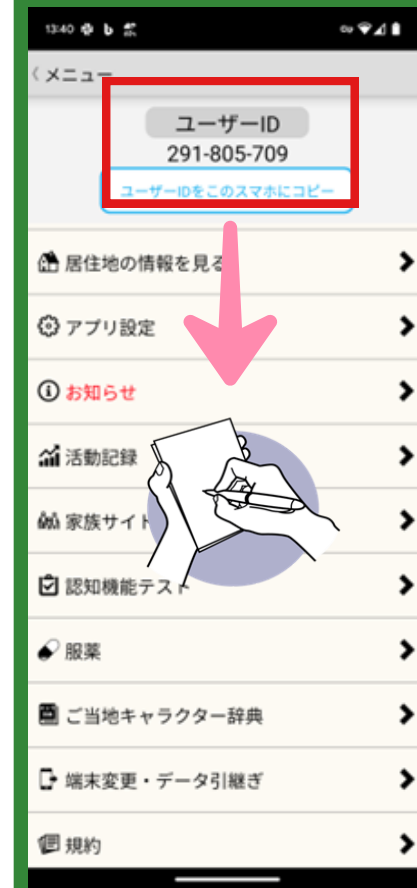 13:40
メニュー
ユーザーID
291-805-709
ユーザーIDをこのスマホにコピー
居住地の情報を見る
アプリ設定
お知らせ
活動記録
家族サイト
認知機能テスト
服薬
ご当地キャラクター辞典
端末変更・データ引継ぎ
規約